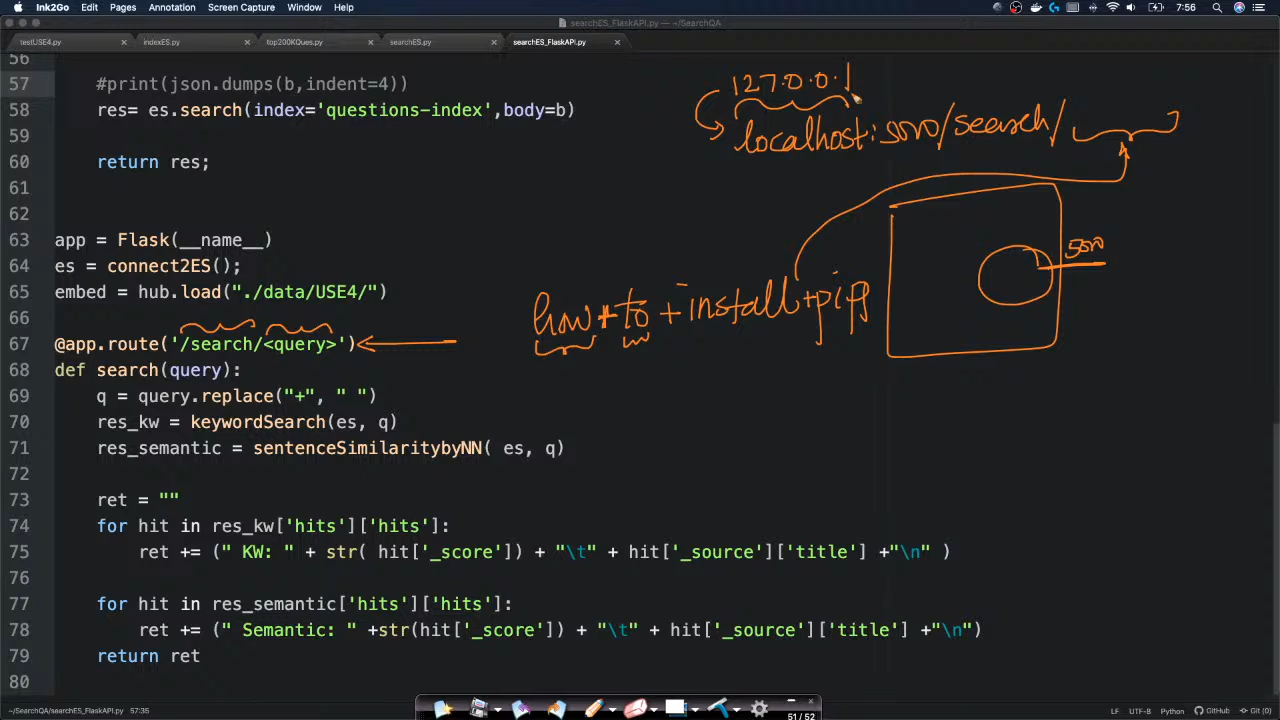 Ink2Go Edit Pages Annotation Screen Capture Window Help 7:56
searchES_FlaskAPI.py — ~/SearchQA
testUSE4.py indexES.py top200KQues.py searchES.py searchES_FlaskAPI.py
56
57 #print(json.dumps(b,indent=4))
58 res= es.search(index='questions-index',body=b)
59
60 return res;
61
62
63 app = Flask(__name__)
64 es = connect2ES();
65 embed = hub.load("./data/USE4/")
66
67 @app.route('/search/<query>')
68 def search(query):
69 q = query.replace("+", " ")
70 res_kw = keywordSearch(es, q)
71 res_semantic = sentenceSimilaritybyNN( es, q)
72
73 ret = ""
74 for hit in res_kw['hits']['hits']:
75 ret += (" KW: " + str( hit['_score']) + "\t" + hit['_source']['title'] +"\n" )
76
77 for hit in res_semantic['hits']['hits']:
78 ret += (" Semantic: " +str(hit['_score']) + "\t" + hit['_source']['title'] +"\n")
79 return ret
80
127.0.0.1
localhost:5000/search/
5000
how+to+install+pip
51 / 52
~/SearchQA/searchES_FlaskAPI.py 57:35 LF UTF-8 Python GitHub Git (0)